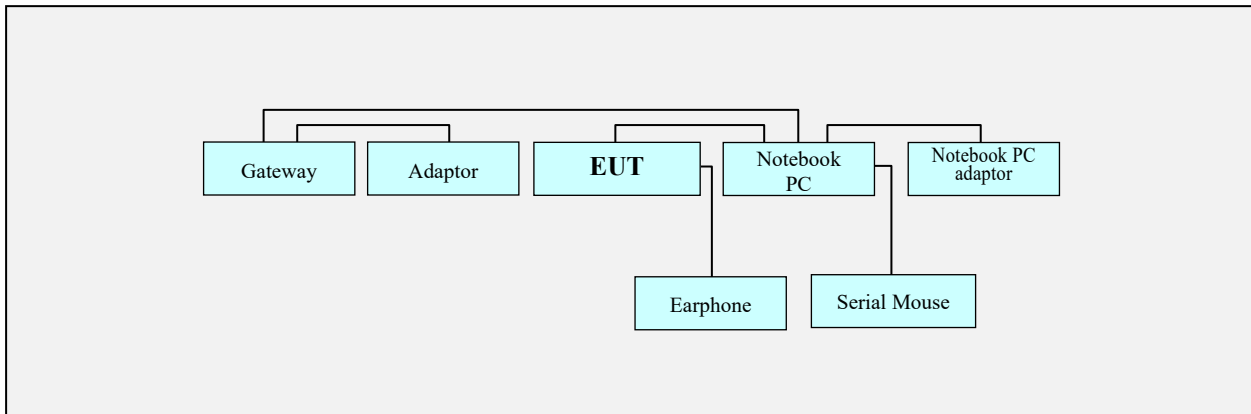 Gateway
Adaptor
EUT
Notebook
PC
Notebook PC
adaptor
Earphone
Serial Mouse